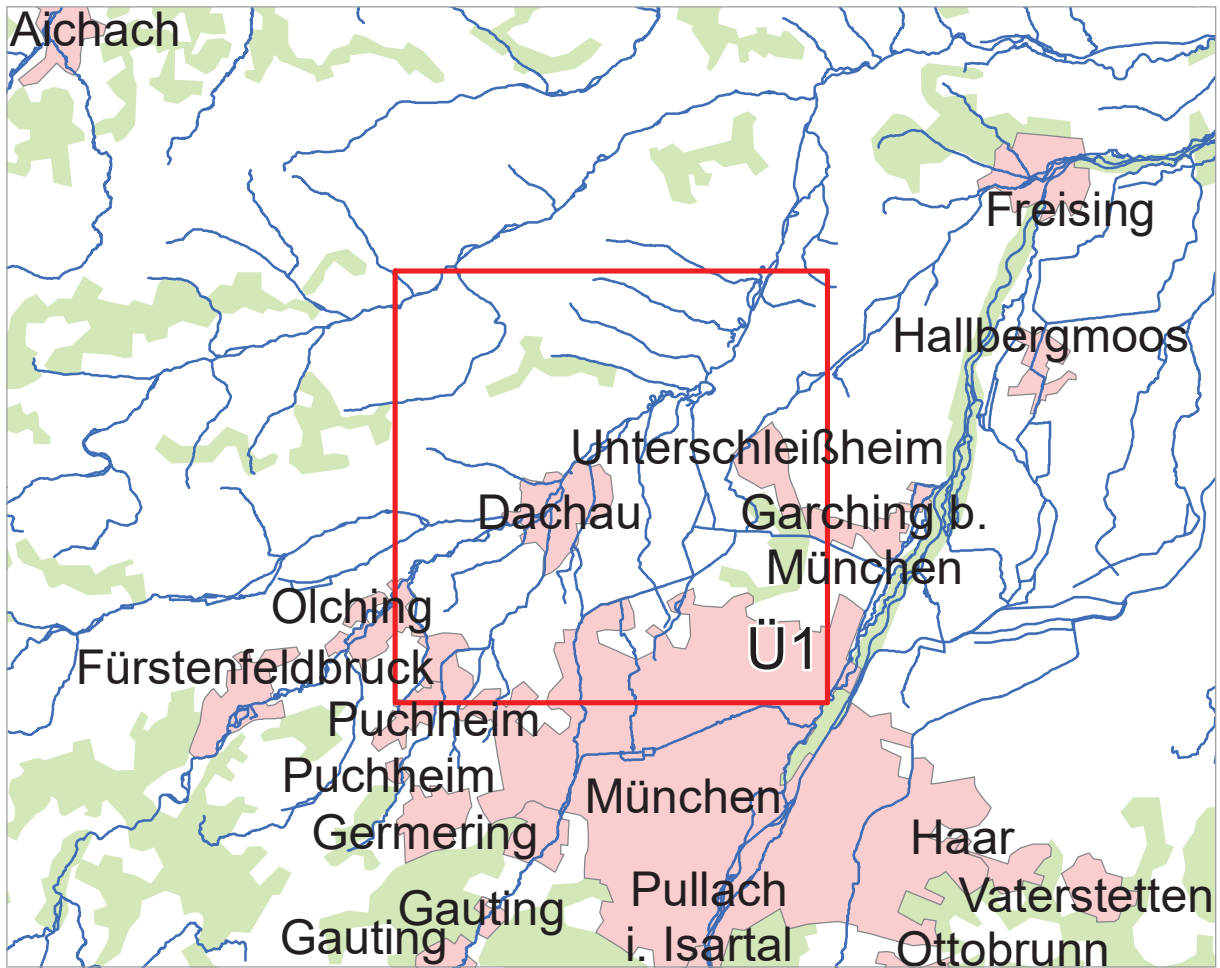 Aichach
Freising
Hallbergmoos
Unterschleißheim
Dachau
Garching b.
München
Olching
Ü1
Fürstenfeldbruck
Puchheim
Puchheim
München
Germering
Haar
Pullach
i. Isartal
Vaterstetten
Gauting
Gauting
Ottobrunn